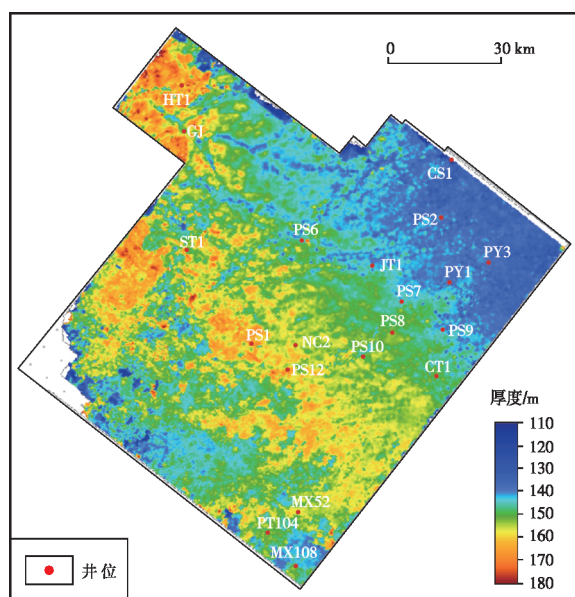 0 30 km
HT1
GJ
CS1
PS2
PS6
ST1
JT1
PY3
PY1
PS7
PS8
PS9
PS1
NC2
PS10
PS12
CT1
厚度/m
110
120
130
140
150
160
170
180
MX52
PT104
MX108
井位